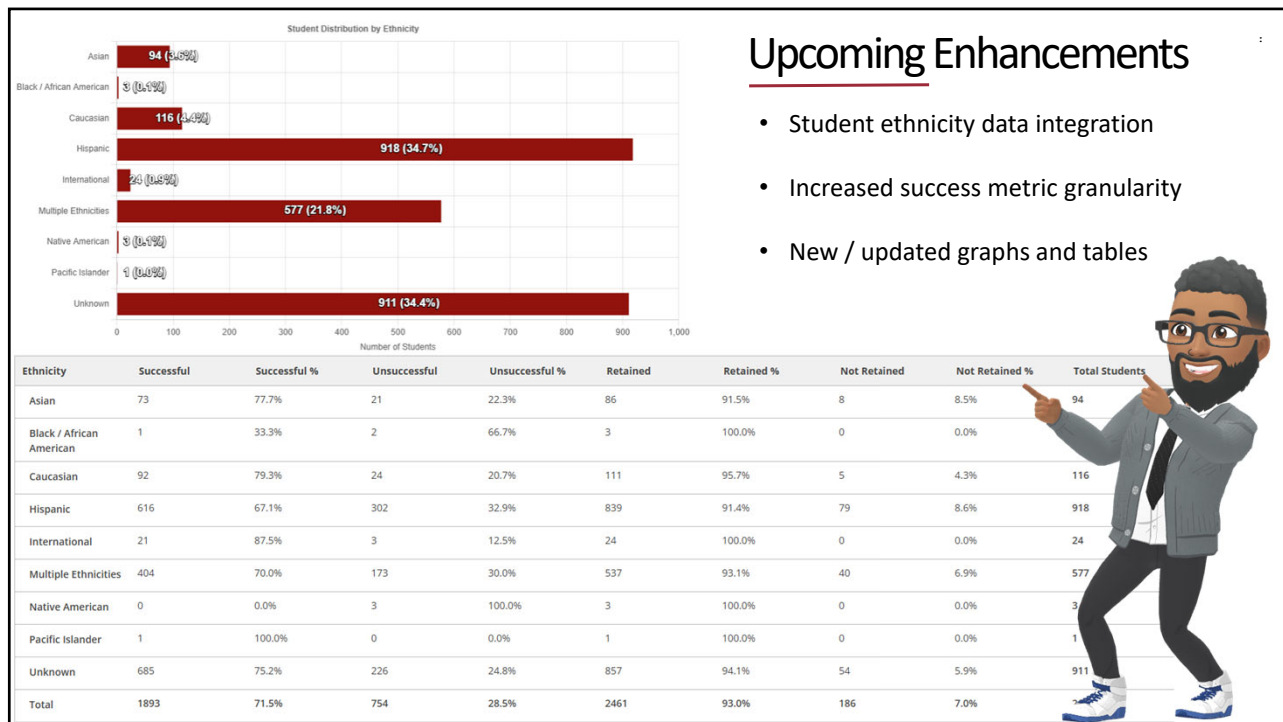 Student Distribution by Ethnicity
Asian 94 (3.6%)
Black / African American 3 (0.1%)
Caucasian 116 (4.4%)
Hispanic 918 (34.7%)
International 24 (0.9%)
Multiple Ethnicities 577 (21.8%)
Native American 3 (0.1%)
Pacific Islander 1 (0.0%)
Unknown 911 (34.4%)
0 100 200 300 400 500 600 700 800 900 1,000
Number of Students
Upcoming Enhancements
• Student ethnicity data integration
• Increased success metric granularity
• New / updated graphs and tables
Ethnicity Successful Successful % Unsuccessful Unsuccessful % Retained Retained % Not Retained Not Retained % Total Students
Asian 73 77.7% 21 22.3% 86 91.5% 8 8.5% 94
Black / African
American 1 33.3% 2 66.7% 3 100.0% 0 0.0%
Caucasian 92 79.3% 24 20.7% 111 95.7% 5 4.3% 116
Hispanic 616 67.1% 302 32.9% 839 91.4% 79 8.6% 918
International 21 87.5% 3 12.5% 24 100.0% 0 0.0% 24
Multiple Ethnicities 404 70.0% 173 30.0% 537 93.1% 40 6.9% 577
Native American 0 0.0% 3 100.0% 3 100.0% 0 0.0% 3
Pacific Islander 1 100.0% 0 0.0% 1 100.0% 0 0.0% 1
Unknown 685 75.2% 226 24.8% 857 94.1% 54 5.9% 911
Total 1893 71.5% 754 28.5% 2461 93.0% 186 7.0%